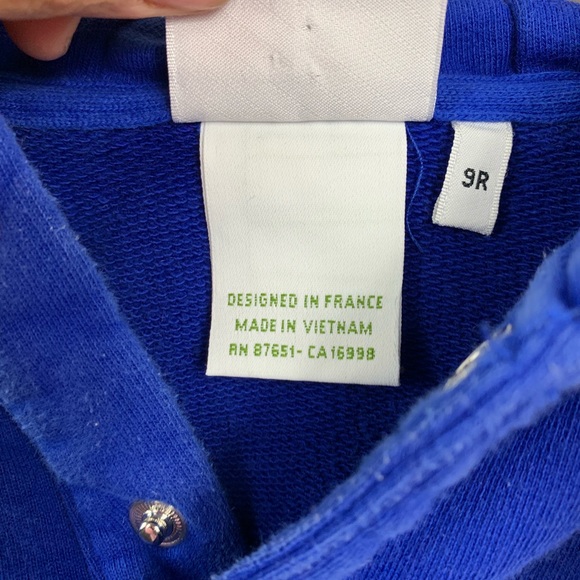 9R
DESIGNED IN FRANCE
MADE IN VIETNAM
RN 87651- CA16998